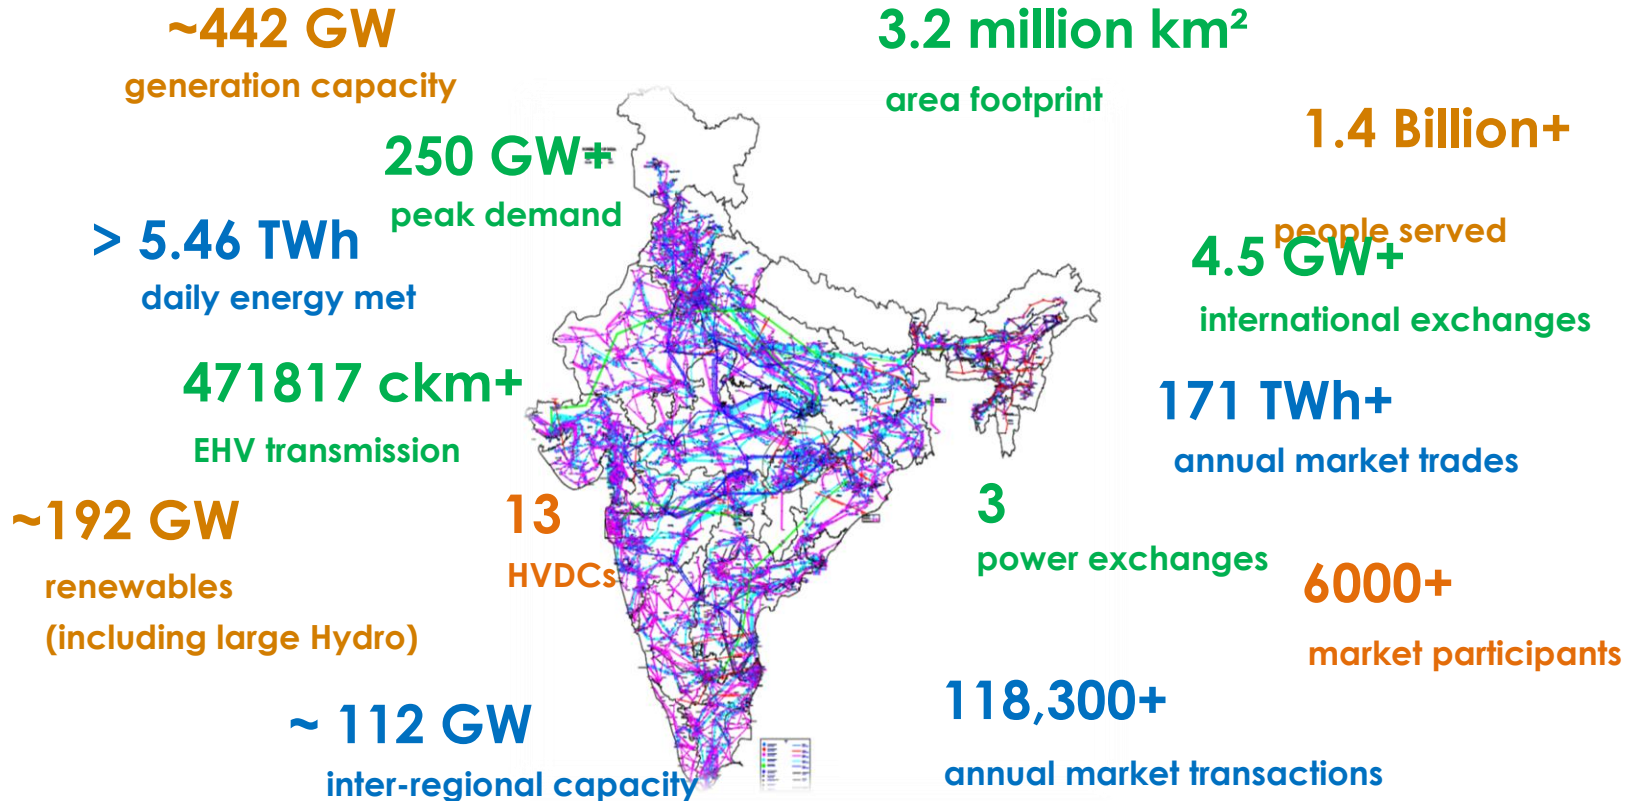 ~442 GW
generation capacity
3.2 million km²
area footprint
250 GW+
peak demand
1.4 Billion+
people served
> 5.46 TWh
daily energy met
4.5 GW+
international exchanges
471817 ckm+
EHV transmission
171 TWh+
annual market trades
~192 GW
renewables
(including large Hydro)
13
HVDCs
3
power exchanges
6000+
market participants
~ 112 GW
inter-regional capacity
118,300+
annual market transactions